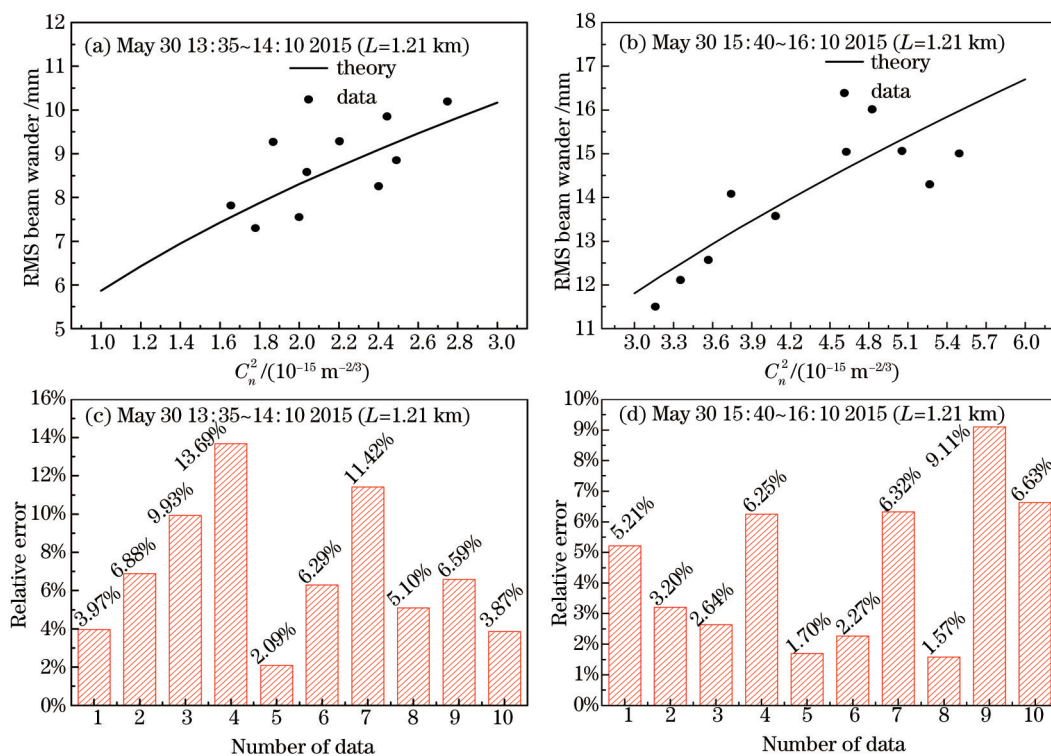 (a) May 30 13:35~14:10 2015 (L=1.21 km)
theory
data
RMS beam wander /mm
11
10
9
8
7
6
5
1.0 1.2 1.4 1.6 1.8 2.0 2.2 2.4 2.6 2.8 3.0
C_n^2/(10^{-15} m^{-2/3})
(b) May 30 15:40~16:10 2015 (L=1.21 km)
theory
data
RMS beam wander /mm
18
17
16
15
14
13
12
11
3.0 3.3 3.6 3.9 4.2 4.5 4.8 5.1 5.4 5.7 6.0
C_n^2/(10^{-15} m^{-2/3})
(c) May 30 13:35~14:10 2015 (L=1.21 km)
Relative error
16%
14%
12%
10%
8%
6%
4%
2%
0%
3.97% 6.88% 9.93% 13.69% 2.09% 6.29% 11.42% 5.10% 6.59% 3.87%
1 2 3 4 5 6 7 8 9 10
Number of data
(d) May 30 15:40~16:10 2015 (L=1.21 km)
Relative error
10%
9%
8%
7%
6%
5%
4%
3%
2%
1%
0%
5.21% 3.20% 2.64% 6.25% 1.70% 2.27% 6.32% 1.57% 9.11% 6.63%
1 2 3 4 5 6 7 8 9 10
Number of data